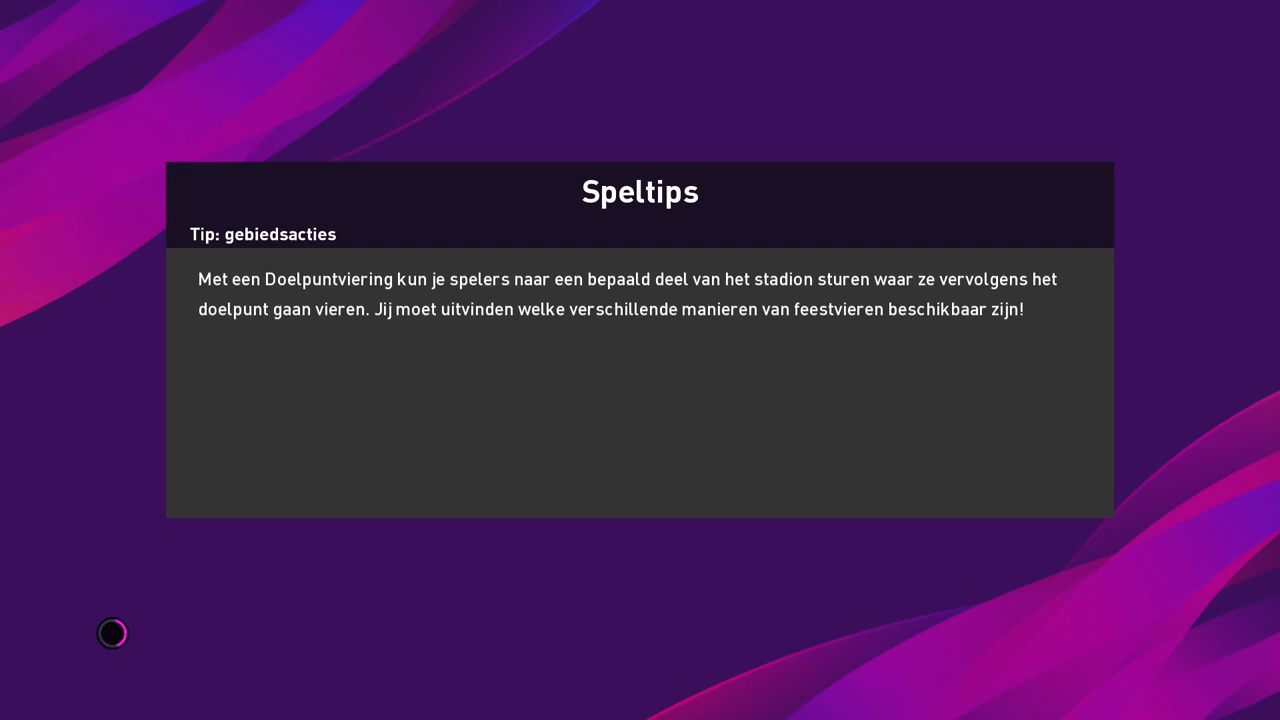 Speltips
Tip: gebiedsacties
Met een Doelpuntviering kun je spelers naar een bepaald deel van het stadion sturen waar ze vervolgens het
doelpunt gaan vieren. Jij moet uitvinden welke verschillende manieren van feestvieren beschikbaar zijn!